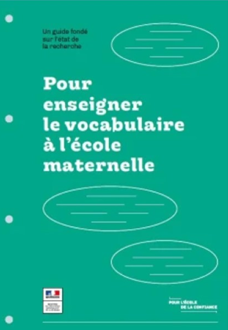 Un guide fondé
sur l'état de
la recherche
Pour
enseigner
le vocabulaire
à l'école
maternelle
POUR L'ÉCOLE
DE LA CONFIANCE